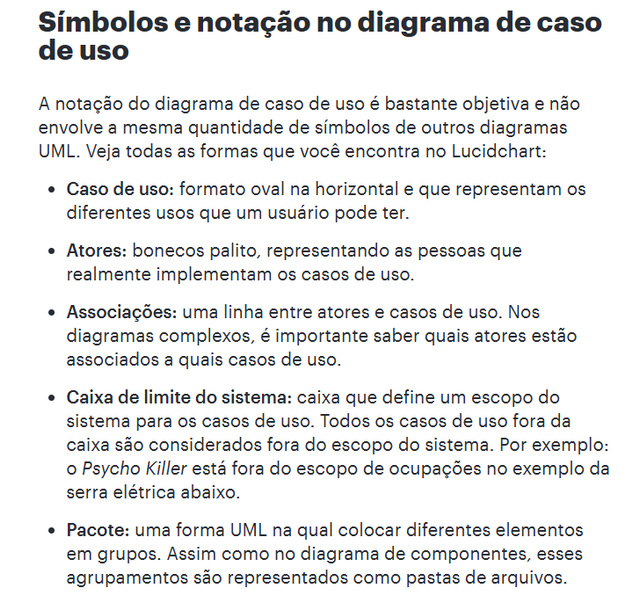 Símbolos e notação no diagrama de caso
de uso
A notação do diagrama de caso de uso é bastante objetiva e não
envolve a mesma quantidade de símbolos de outros diagramas
UML. Veja todas as formas que você encontra no Lucidchart:
• Caso de uso: formato oval na horizontal e que representam os
diferentes usos que um usuário pode ter.
• Atores: bonecos palito, representando as pessoas que
realmente implementam os casos de uso.
• Associações: uma linha entre atores e casos de uso. Nos
diagramas complexos, é importante saber quais atores estão
associados a quais casos de uso.
• Caixa de limite do sistema: caixa que define um escopo do
sistema para os casos de uso. Todos os casos de uso fora da
caixa são considerados fora do escopo do sistema. Por exemplo:
o Psycho Killer está fora do escopo de ocupações no exemplo da
serra elétrica abaixo.
• Pacote: uma forma UML na qual colocar diferentes elementos
em grupos. Assim como no diagrama de componentes, esses
agrupamentos são representados como pastas de arquivos.